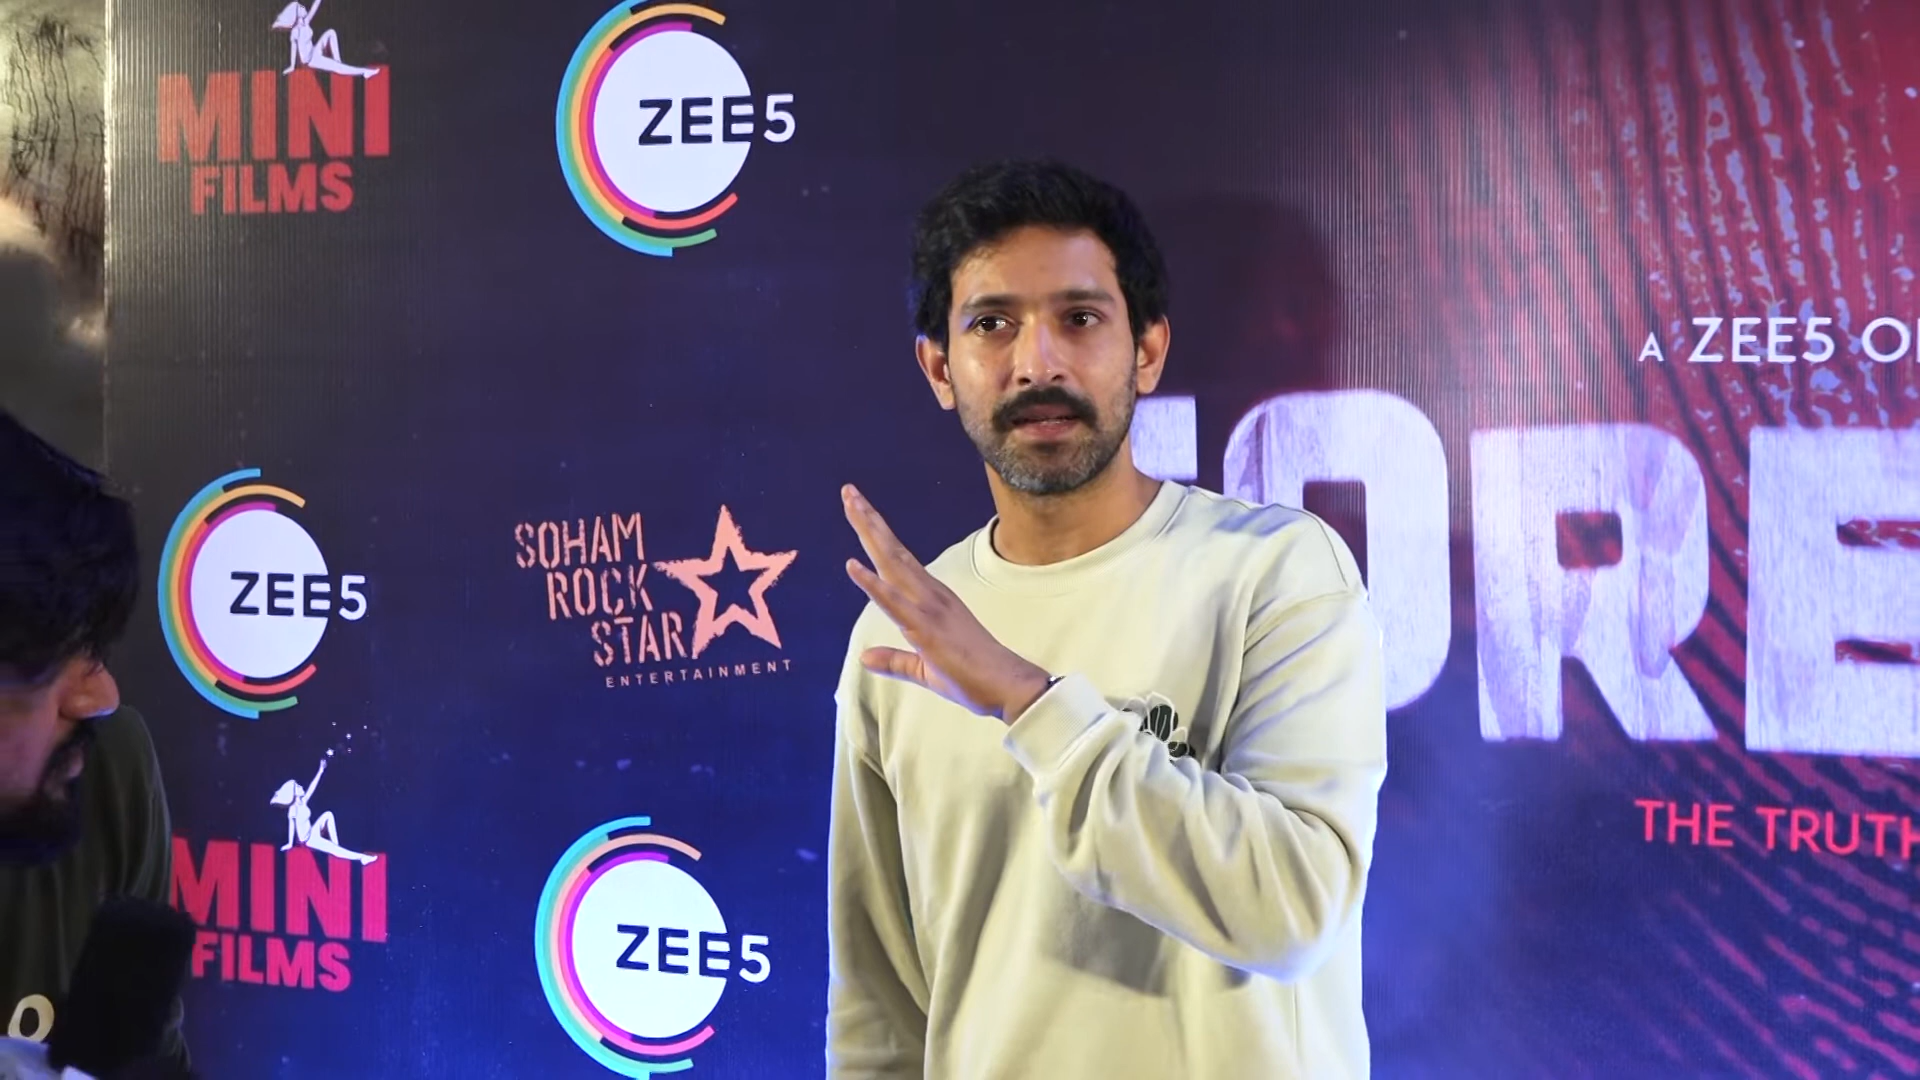 MINI
FILMS
ZEE5
A ZEE5
ZEE5
SOHAM
ROCK
STAR
ENTERTAINMENT
THE TRUTH
MINI
FILMS
ZEE5